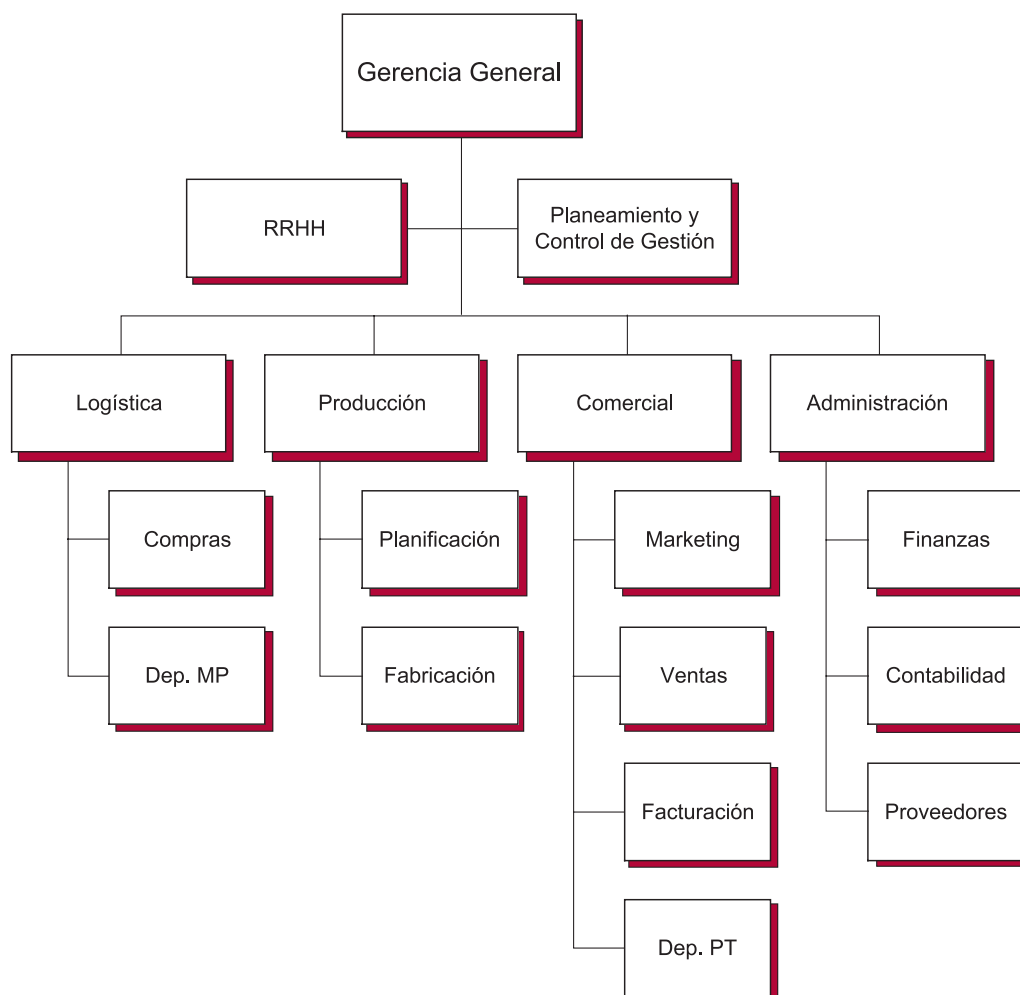 Gerencia General
RRHH
Planeamiento y
Control de Gestión
Logística
Producción
Comercial
Administración
Compras
Planificación
Marketing
Finanzas
Dep. MP
Fabricación
Ventas
Contabilidad
Facturación
Proveedores
Dep. PT